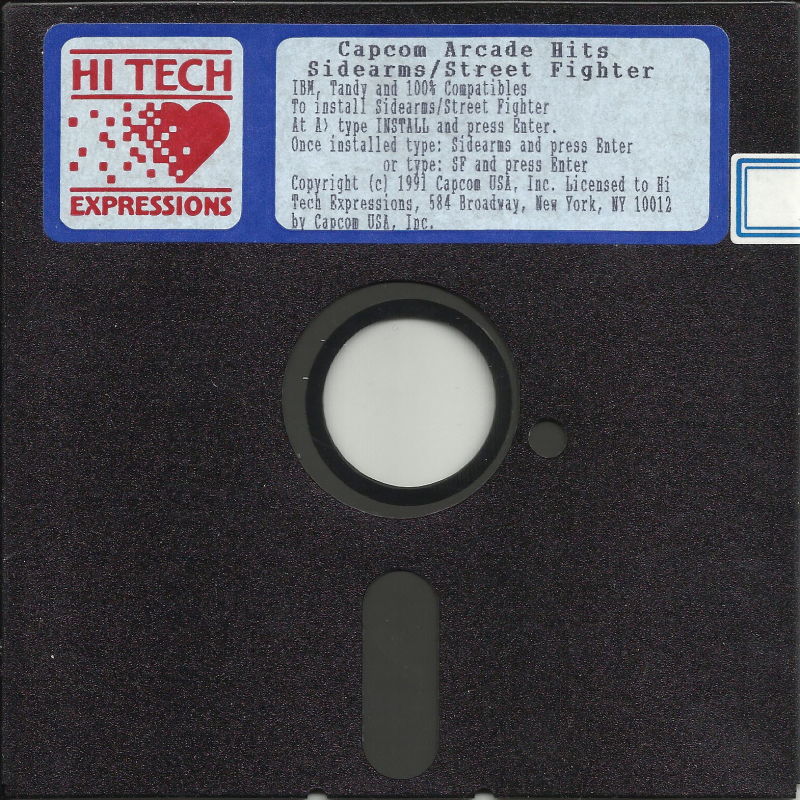 HI TECH
EXPRESSIONS
Capcom Arcade Hits
Sidearms/Street Fighter
IBM, Tandy and 100% Compatibles
To install Sidearms/Street Fighter
At A> type INSTALL and press Enter.
Once installed type: Sidearms and press Enter
or type: SF and press Enter
Copyright (c) 1991 Capcom USA, Inc. Licensed to Hi
Tech Expressions, 584 Broadway, New York, NY 10012
by Capcom USA, Inc.